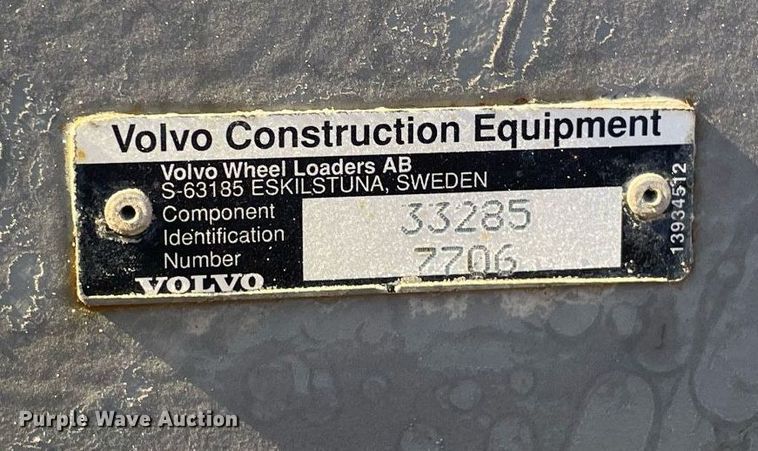 Volvo Construction Equipment
Volvo Wheel Loaders AB
S-63185 ESKILSTUNA, SWEDEN
Component
Identification
Number
33285
7706
VOLVO
13934512
Purple Wave Auction